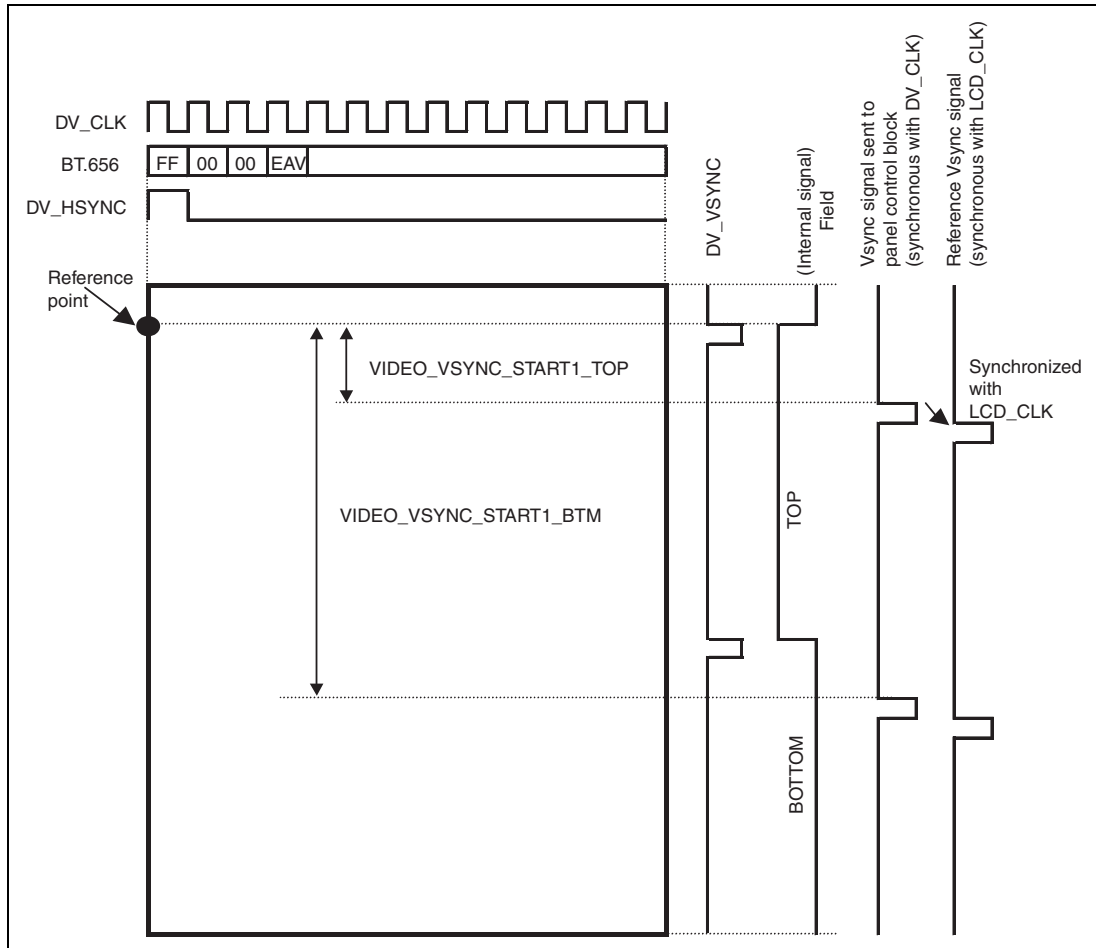 DV_CLK
BT.656
FF 00 00 EAV
DV_HSYNC
DV_VSYNC
(Internal signal)
Field
Vsync signal sent to
panel control block
(synchronous with DV_CLK)
Reference Vsync signal
(synchronous with LCD_CLK)
Reference
point
VIDEO_VSYNC_START1_TOP
Synchronized
with
LCD_CLK
VIDEO_VSYNC_START1_BTM
TOP
BOTTOM